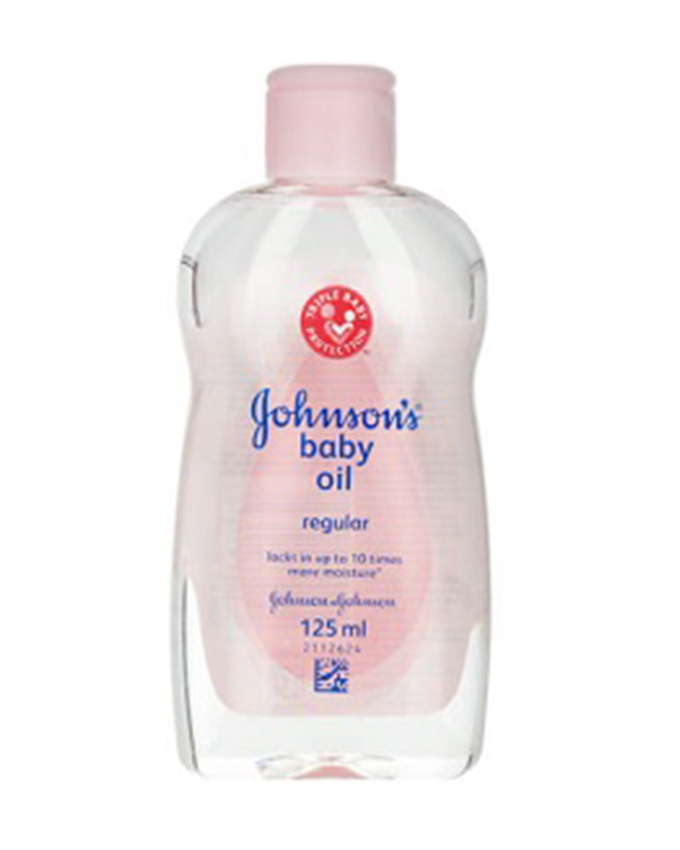 TRIPLE BABY
PROTECTION
Johnson's®
baby
oil
regular
locks in up to 10 times
more moisture*
Johnson & Johnson
125 ml
2112624